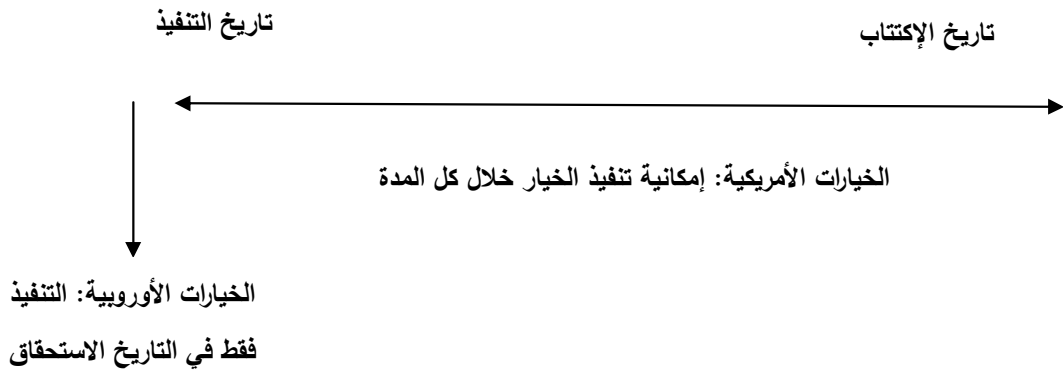 تاريخ الإكتتاب
تاريخ التنفيذ
الخيارات الأمريكية: إمكانية تنفيذ الخيار خلال كل المدة
الخيارات الأوروبية: التنفيذ
فقط في التاريخ الاستحقاق